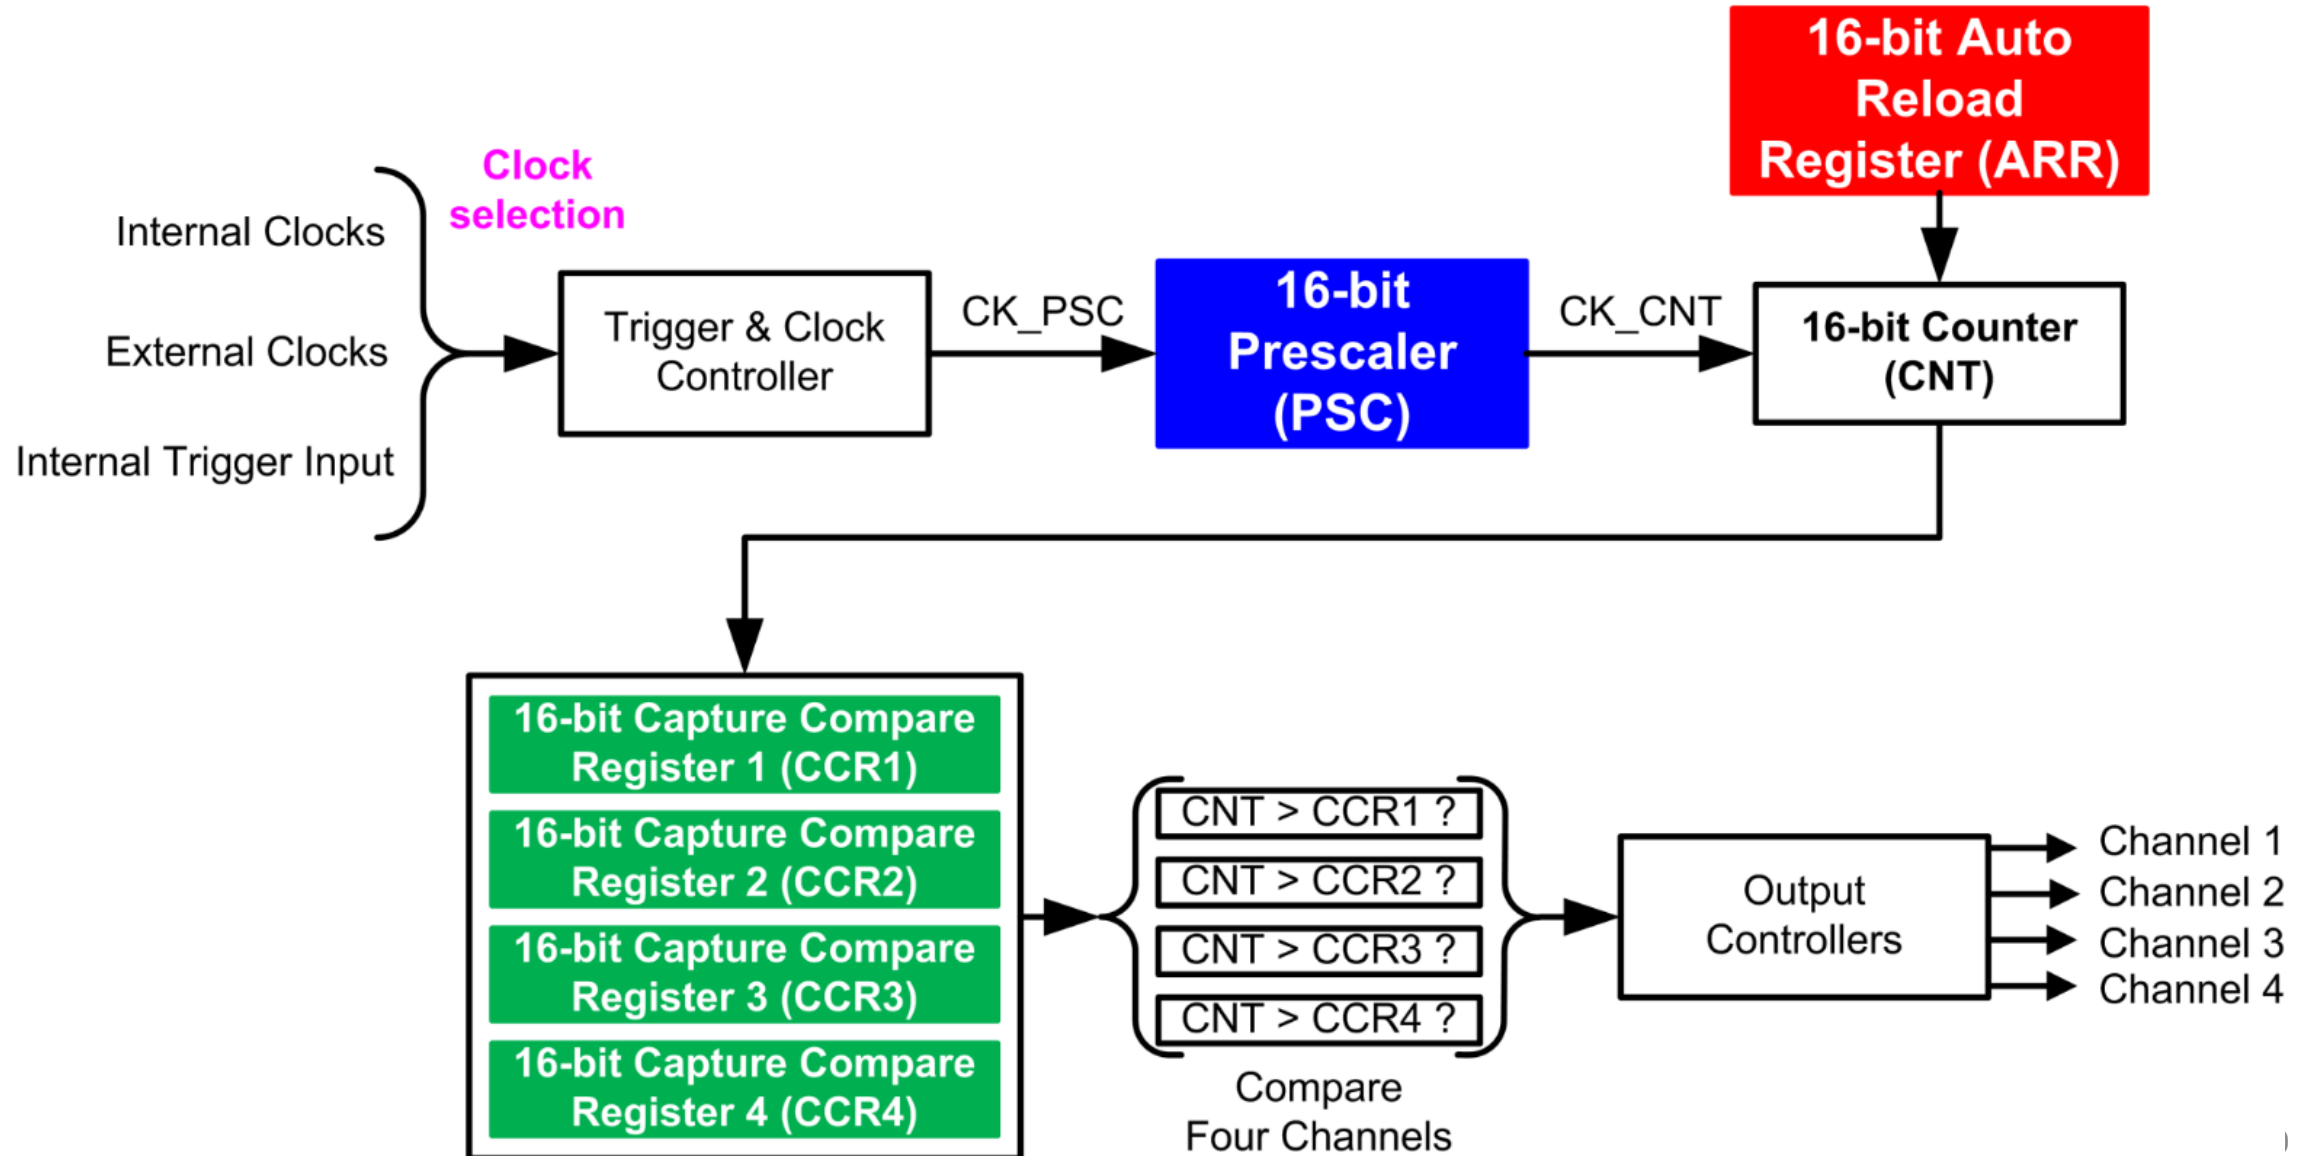 16-bit Auto
Reload
Register (ARR)
Clock
selection
Internal Clocks
External Clocks
Internal Trigger Input
Trigger & Clock
Controller
CK_PSC
16-bit
Prescaler
(PSC)
CK_CNT
16-bit Counter
(CNT)
16-bit Capture Compare
Register 1 (CCR1)
16-bit Capture Compare
Register 2 (CCR2)
16-bit Capture Compare
Register 3 (CCR3)
16-bit Capture Compare
Register 4 (CCR4)
CNT > CCR1 ?
CNT > CCR2 ?
CNT > CCR3 ?
CNT > CCR4 ?
Compare
Four Channels
Output
Controllers
Channel 1
Channel 2
Channel 3
Channel 4